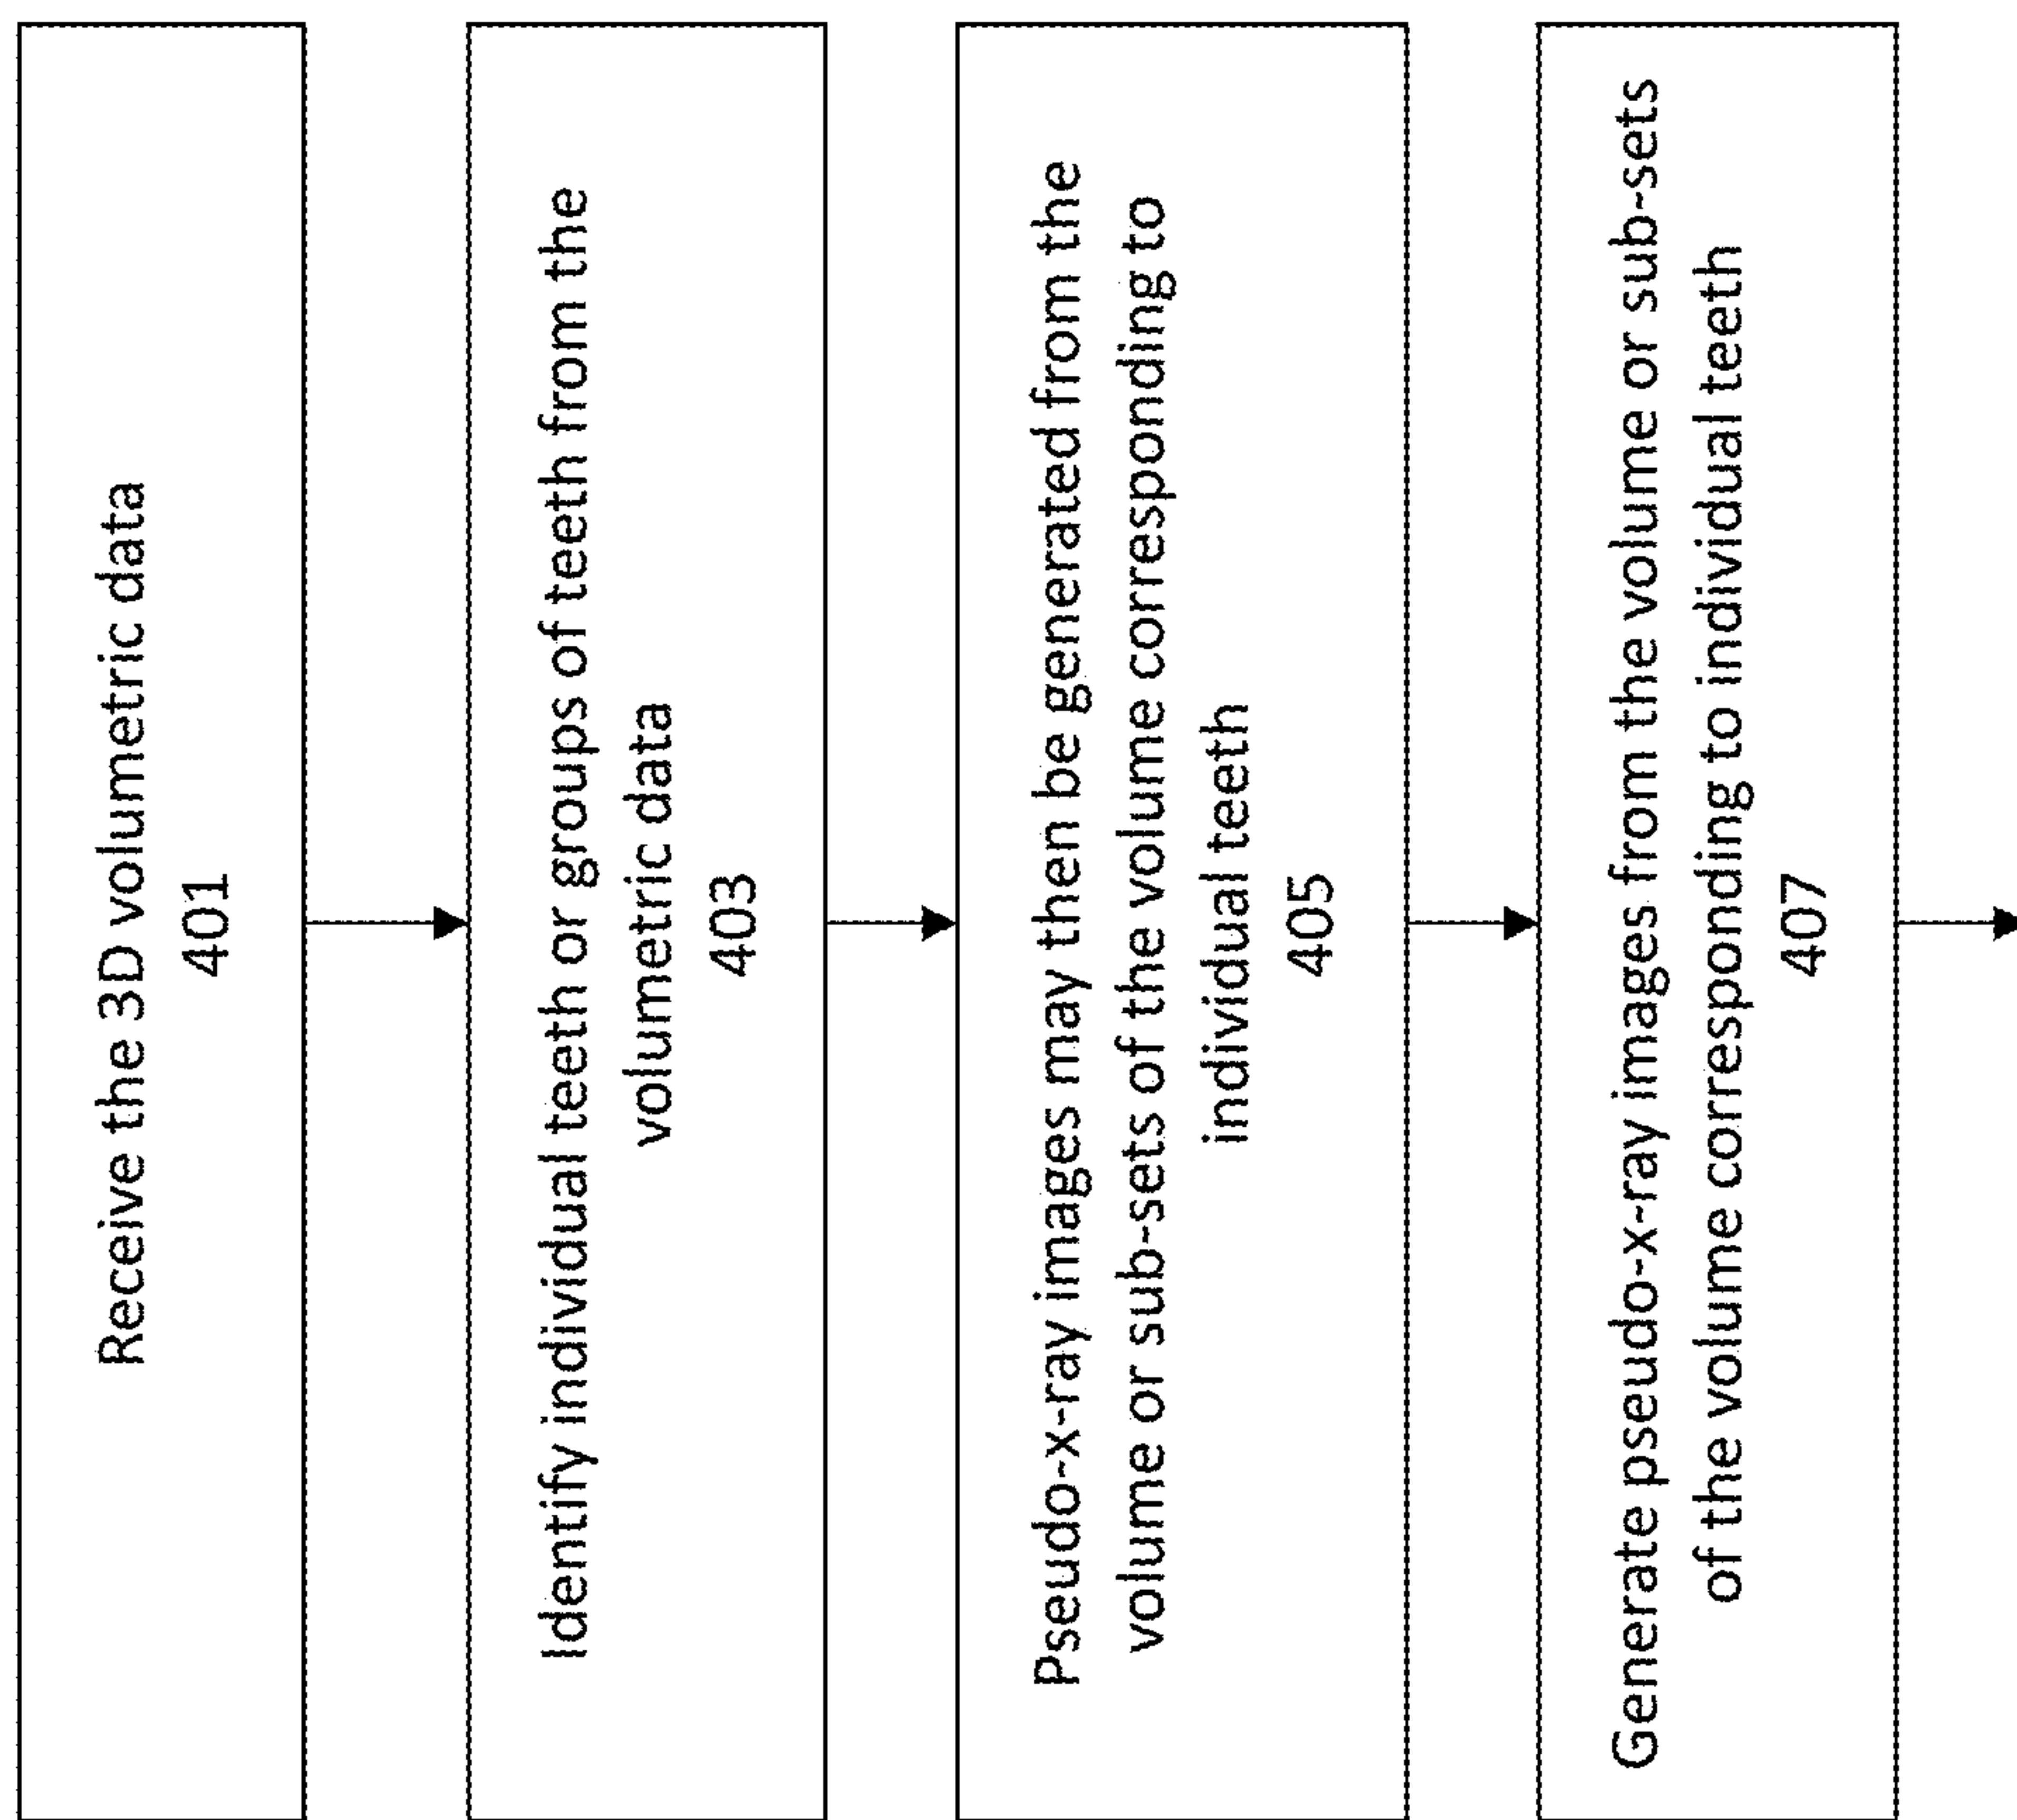 Receive the 3D volumetric data
401
Identify individual teeth or groups of teeth from the
volumetric data
403
Pseudo-x-ray images may then be generated from the
volume or sub-sets of the volume corresponding to
individual teeth
405
Generate pseudo-x-ray images from the volume or sub-sets
of the volume corresponding to individual teeth
407